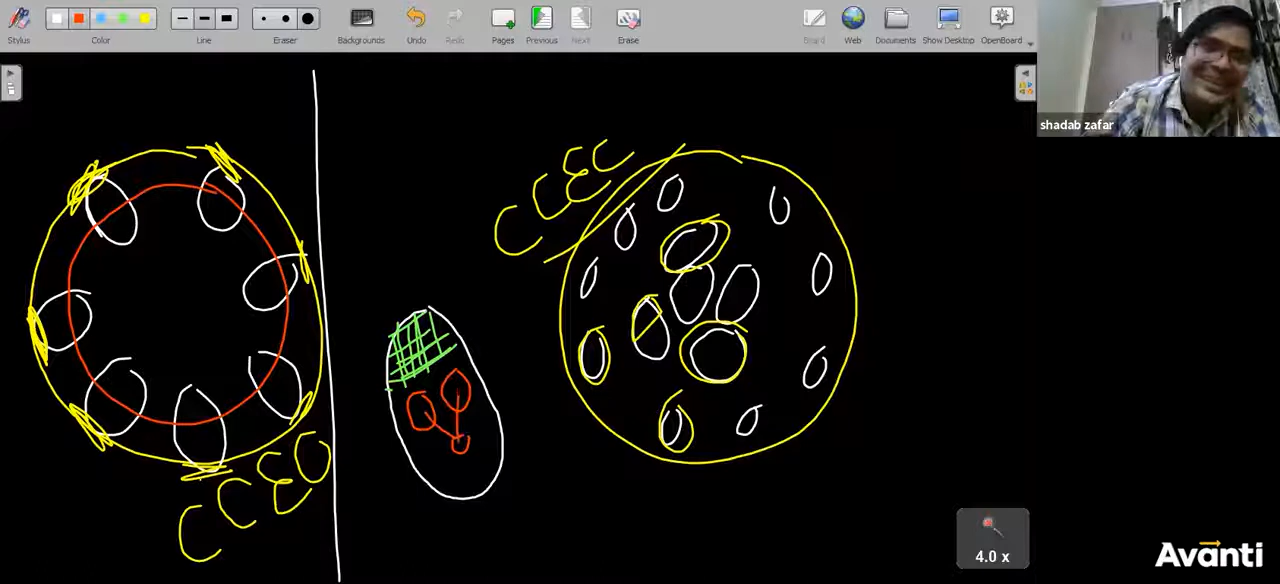 Stylus Color Line Eraser Backgrounds Undo Redo Pages Previous Next Erase Board Web Documents Show Desktop OpenBoard
shadab zafar
CCEC
CCEO
4.0 x
Avanti